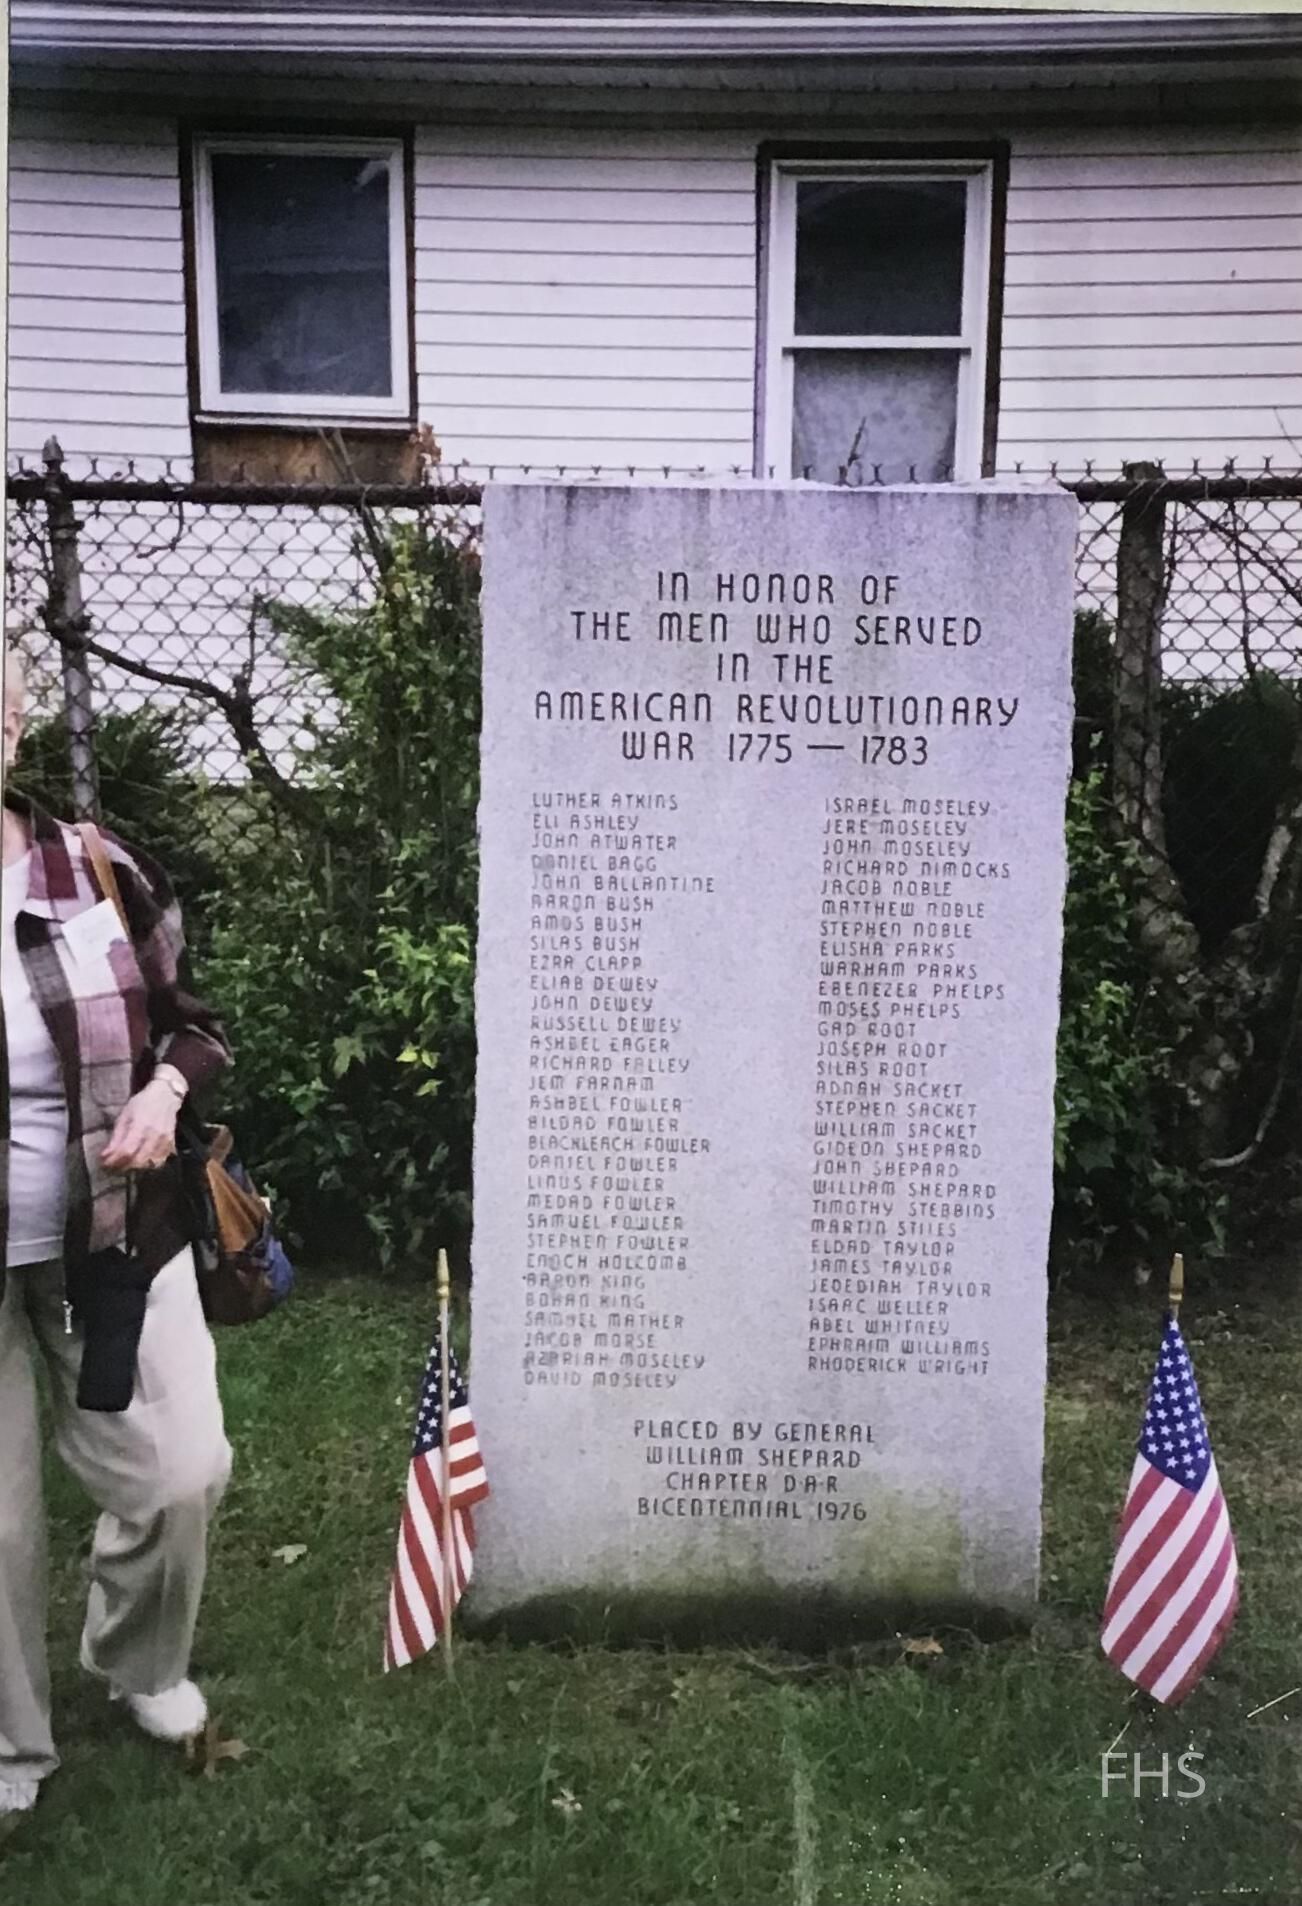 IN HONOR OF
THE MEN WHO SERVED
IN THE
AMERICAN REVOLUTIONARY
WAR 1775 — 1783
LUTHER ATKINS
ELI ASHLEY
JOHN ATWATER
DANIEL BAGG
JOHN BALLANTINE
AARON BUSH
AMOS BUSH
SILAS BUSH
EZRA CLAPP
ELIAB DEWEY
JOHN DEWEY
RUSSELL DEWEY
ASHBEL EAGER
RICHARD FALLEY
JEM FARNAM
ASHBEL FOWLER
BILDAD FOWLER
BLACKLEACH FOWLER
DANIEL FOWLER
LINUS FOWLER
MEDAD FOWLER
SAMUEL FOWLER
STEPHEN FOWLER
ENOCH HOLCOMB
AARON KING
BOHAN KING
SAMUEL MATHER
JACOB MORSE
AZARIAH MOSELEY
DAVID MOSELEY
ISRAEL MOSELEY
JERE MOSELEY
JOHN MOSELEY
RICHARD NIMOCKS
JACOB NOBLE
MATTHEW NOBLE
STEPHEN NOBLE
ELISHA PARKS
WARHAM PARKS
EBENEZER PHELPS
MOSES PHELPS
GAD ROOT
JOSEPH ROOT
SILAS ROOT
ADNAH SACKET
STEPHEN SACKET
WILLIAM SACKET
GIDEON SHEPARD
JOHN SHEPARD
WILLIAM SHEPARD
TIMOTHY STEBBINS
MARTIN STILES
ELDAD TAYLOR
JAMES TAYLOR
JEDEDIAH TAYLOR
ISAAC WELLER
ABEL WHITNEY
EPHRAIM WILLIAMS
RHODERICK WRIGHT
PLACED BY GENERAL
WILLIAM SHEPARD
CHAPTER D·A·R
BICENTENNIAL 1976
FHS